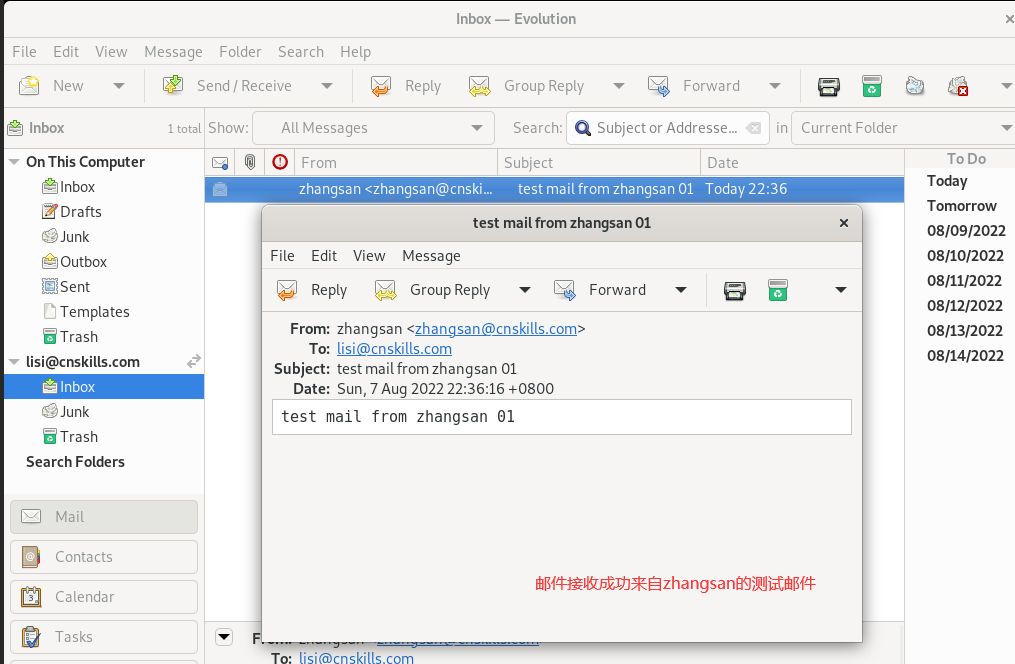 Inbox — Evolution
File Edit View Message Folder Search Help
New Send / Receive Reply Group Reply Forward
Inbox 1 total Show: All Messages Search: Subject or Addresse... in Current Folder
On This Computer
Inbox
Drafts
Junk
Outbox
Sent
Templates
Trash
lisi@cnskills.com
Inbox
Junk
Trash
Search Folders
Mail
Contacts
Calendar
Tasks
From Subject Date
zhangsan <zhangsan@cnski... test mail from zhangsan 01 Today 22:36
test mail from zhangsan 01
File Edit View Message
Reply Group Reply Forward
From: zhangsan <zhangsan@cnskills.com>
To: lisi@cnskills.com
Subject: test mail from zhangsan 01
Date: Sun, 7 Aug 2022 22:36:16 +0800
test mail from zhangsan 01
邮件接收成功来自zhangsan的测试邮件
From: zhangsan <zhangsan@cnskills.com>
To: lisi@cnskills.com
To Do
Today
Tomorrow
08/09/2022
08/10/2022
08/11/2022
08/12/2022
08/13/2022
08/14/2022